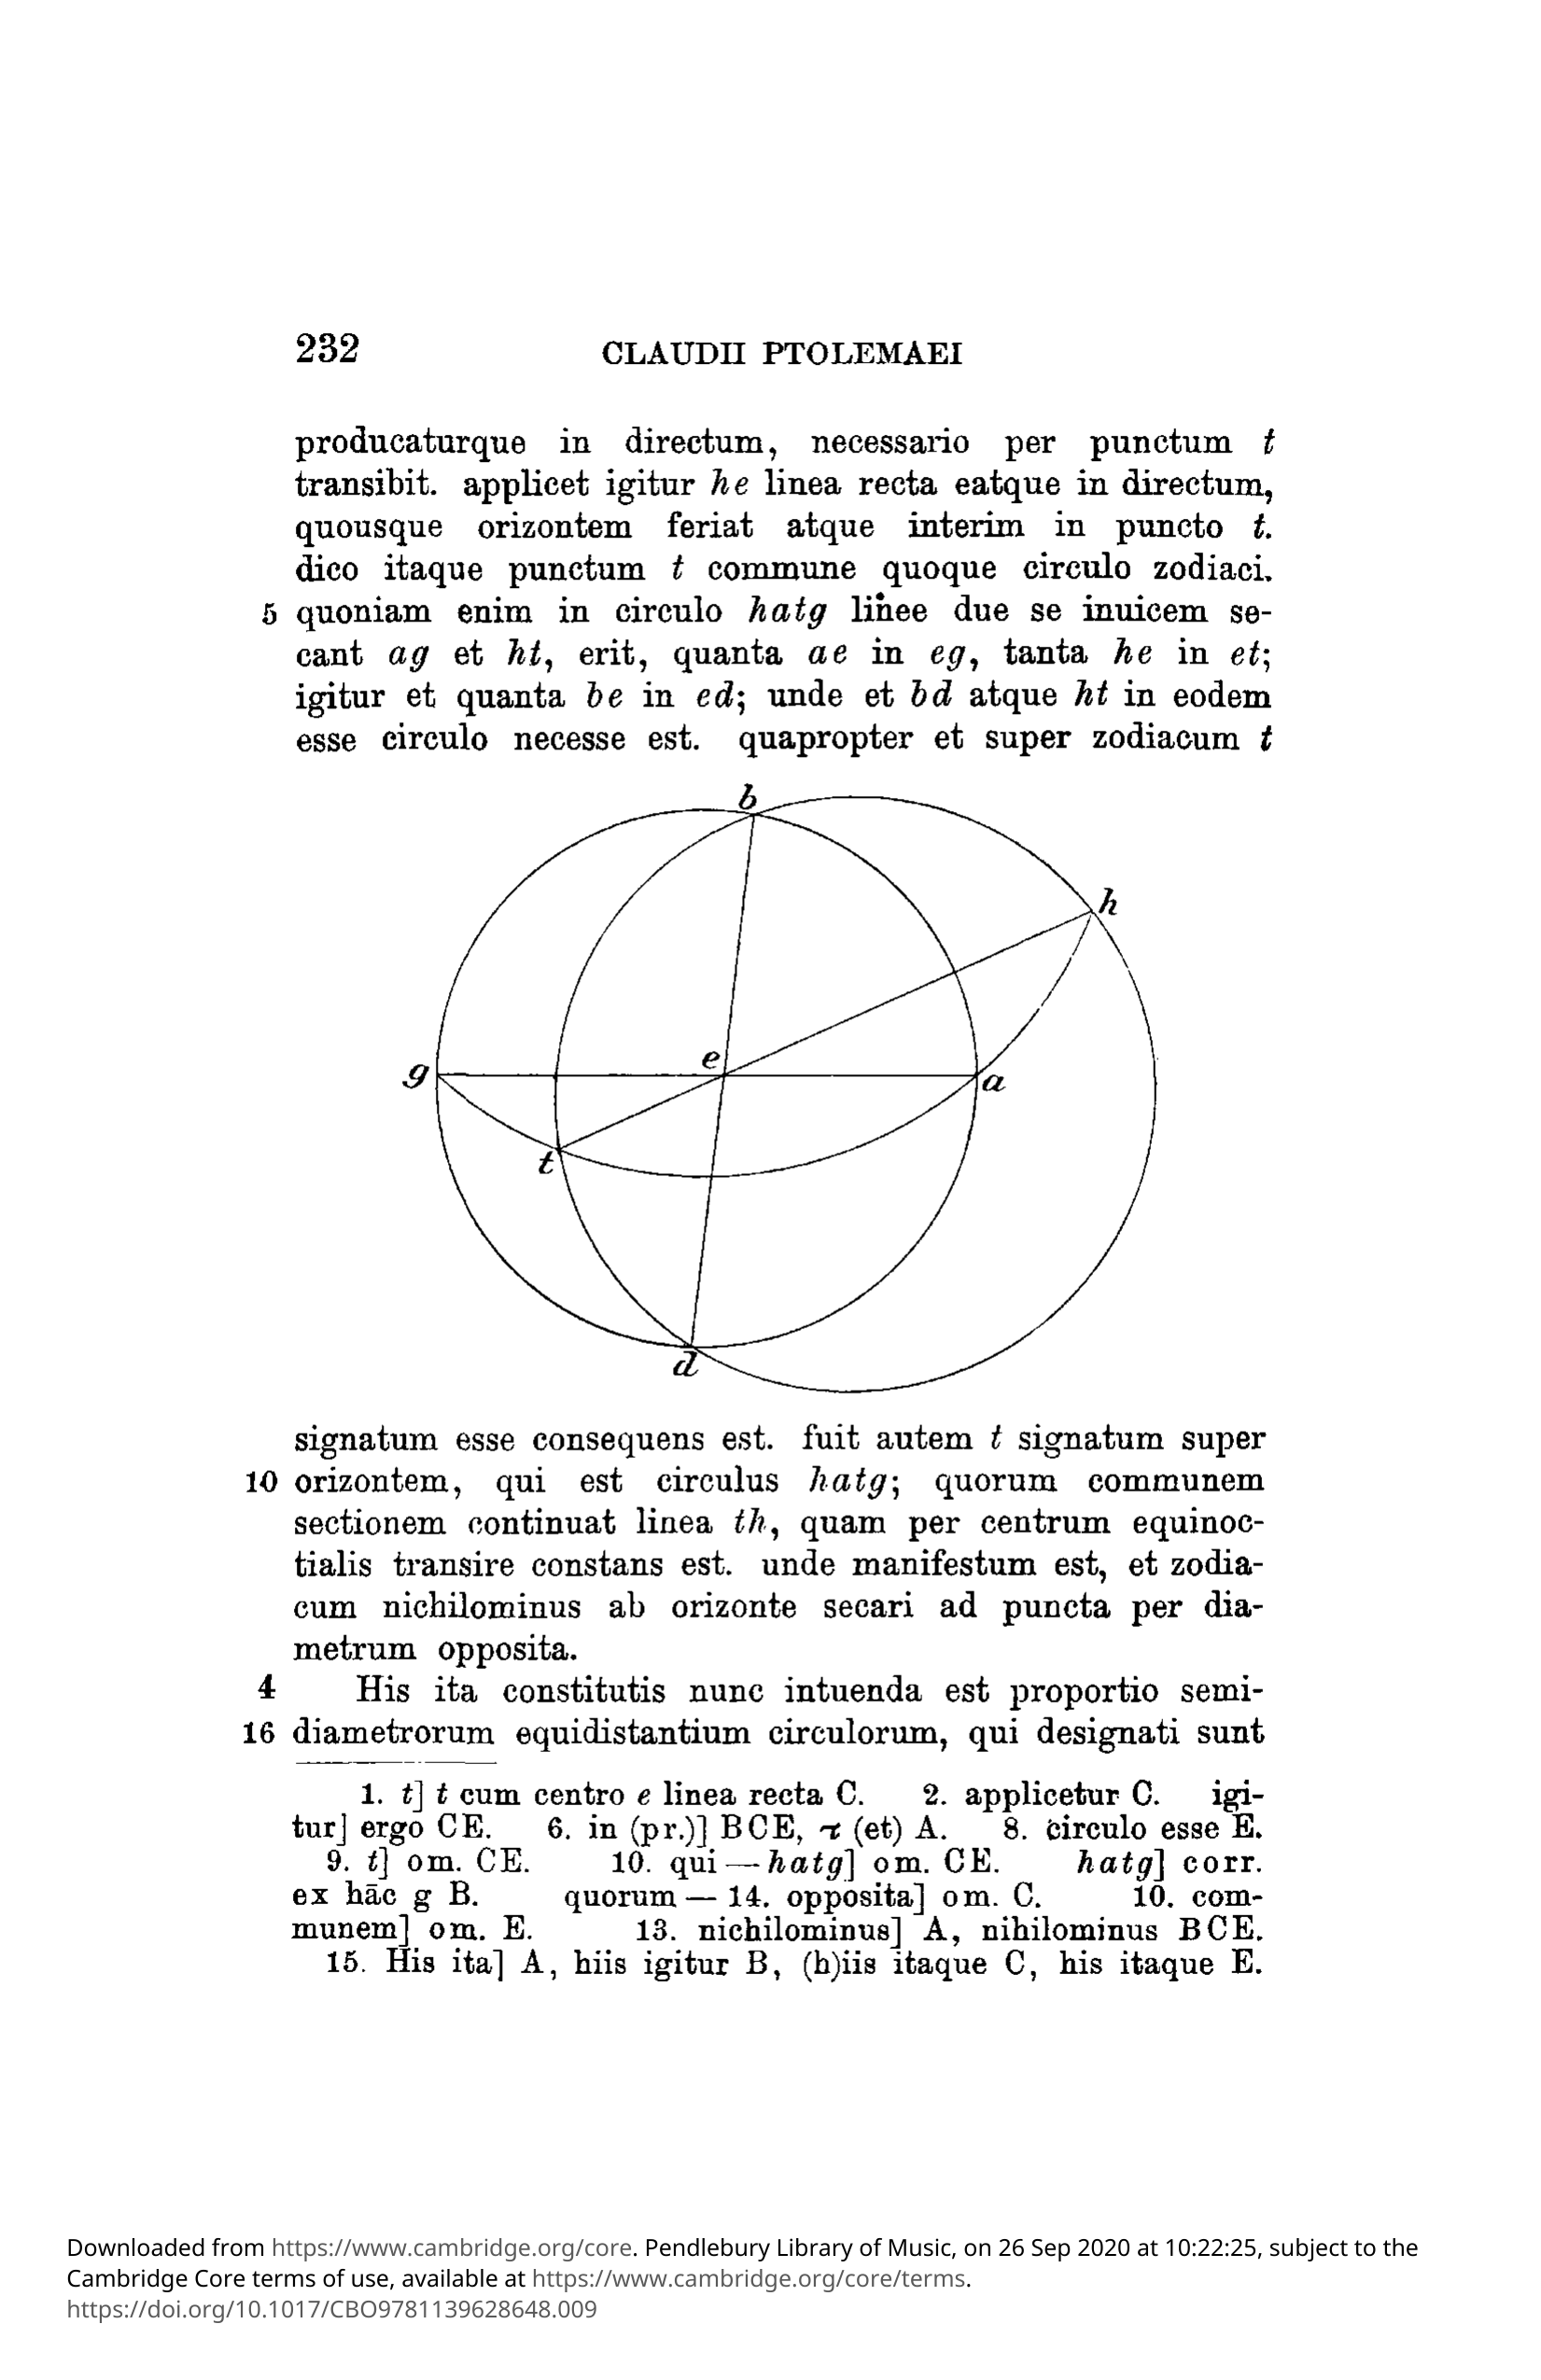 232 CLAUDII PTOLEMAEI
producaturque in directum, necessario per punctum t
transibit. applicet igitur he linea recta eatque in directum,
quousque orizontem feriat atque interim in puncto t.
dico itaque punctum t commune quoque circulo zodiaci.
5 quoniam enim in circulo hatg linee due se inuicem se-
cant ag et ht, erit, quanta ae in eg, tanta he in et;
igitur et quanta be in ed; unde et bd atque ht in eodem
esse circulo necesse est. quapropter et super zodiacum t
b
h
e
g
a
t
d
signatum esse consequens est. fuit autem t signatum super
10 orizontem, qui est circulus hatg; quorum communem
sectionem continuat linea th, quam per centrum equinoc-
tialis transire constans est. unde manifestum est, et zodia-
cum nichilominus ab orizonte secari ad puncta per dia-
metrum opposita.
4 His ita constitutis nunc intuenda est proportio semi-
16 diametrorum equidistantium circulorum, qui designati sunt
1. t] t cum centro e linea recta C. 2. applicetur C. igi-
tur] ergo CE. 6. in (pr.)] BCE, ⁊ (et) A. 8. circulo esse E.
9. t] om. CE. 10. qui — hatg] om. CE. hatg] corr.
ex hāc g B. quorum — 14. opposita] om. C. 10. com-
munem] om. E. 13. nichilominus] A, nihilominus BCE.
15. His ita] A, hiis igitur B, (h)iis itaque C, his itaque E.
Downloaded from https://www.cambridge.org/core. Pendlebury Library of Music, on 26 Sep 2020 at 10:22:25, subject to the
Cambridge Core terms of use, available at https://www.cambridge.org/core/terms.
https://doi.org/10.1017/CBO9781139628648.009